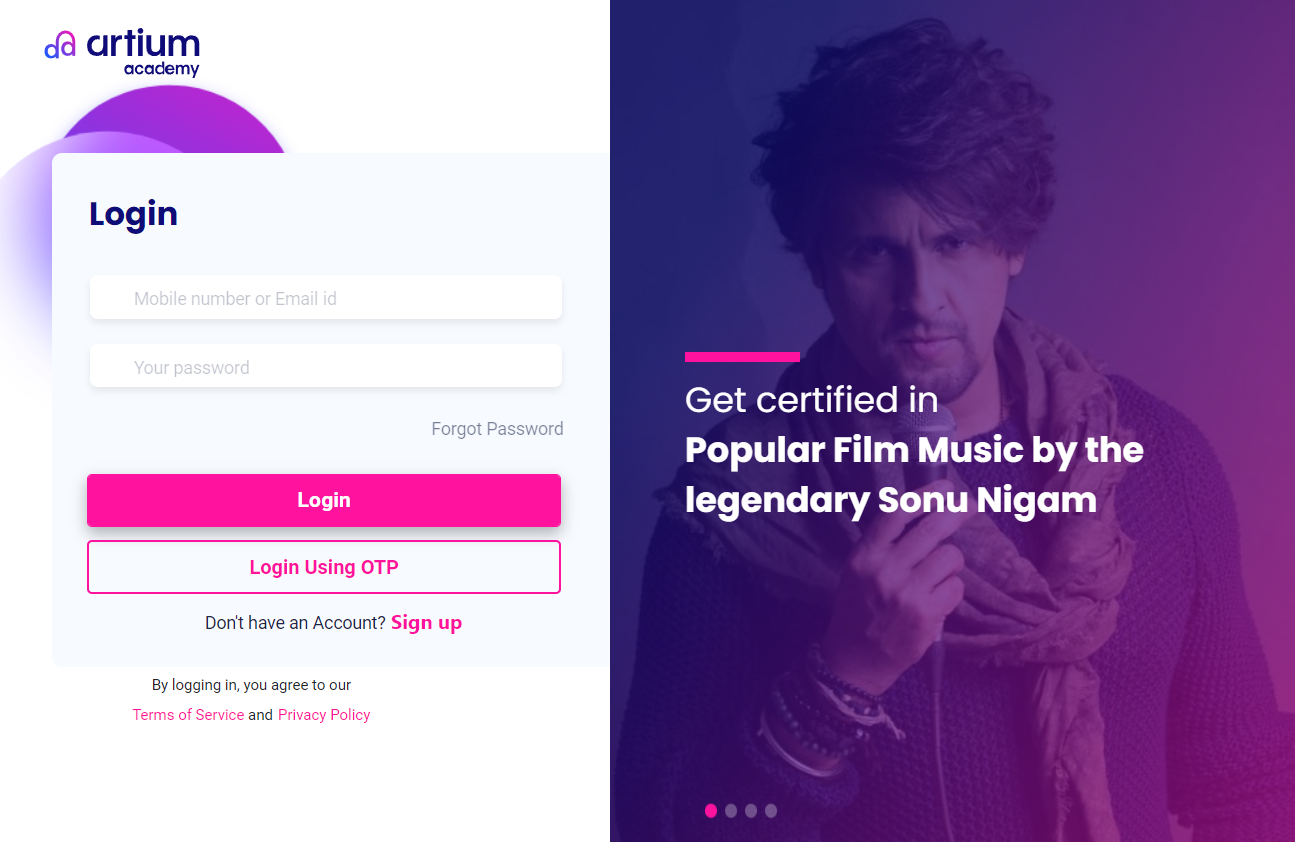 artium
academy
Login
Mobile number or Email id
Your password
Forgot Password
Login
Login Using OTP
Don't have an Account? Sign up
By logging in, you agree to our
Terms of Service and Privacy Policy
Get certified in
Popular Film Music by the
legendary Sonu Nigam